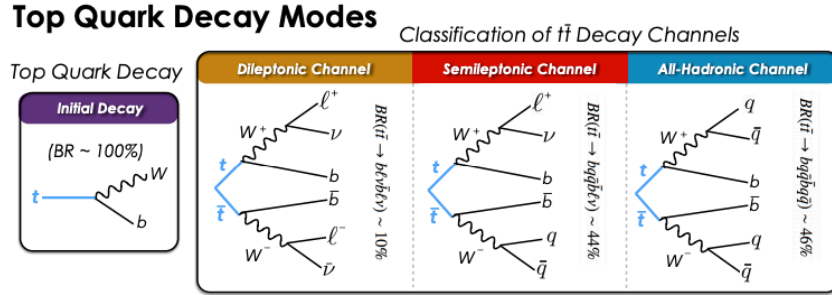 Top Quark Decay Modes
Classification of tt̄ Decay Channels
Top Quark Decay
Initial Decay
(BR ~ 100%)
t
W
b
Dileptonic Channel
ℓ⁺
W⁺
ν
t
b
t̄
b̄
W⁻
ℓ⁻
ν̄
BR(tt̄ → bℓνb̄ℓν) ~ 10%
Semileptonic Channel
ℓ⁺
W⁺
ν
t
b
t̄
b̄
W⁻
q
q̄
BR(tt̄ → bqq̄b̄ℓν) ~ 44%
All-Hadronic Channel
q
W⁺
q̄
t
b
t̄
b̄
W⁻
q
q̄
BR(tt̄ → bqq̄bqq̄) ~ 46%